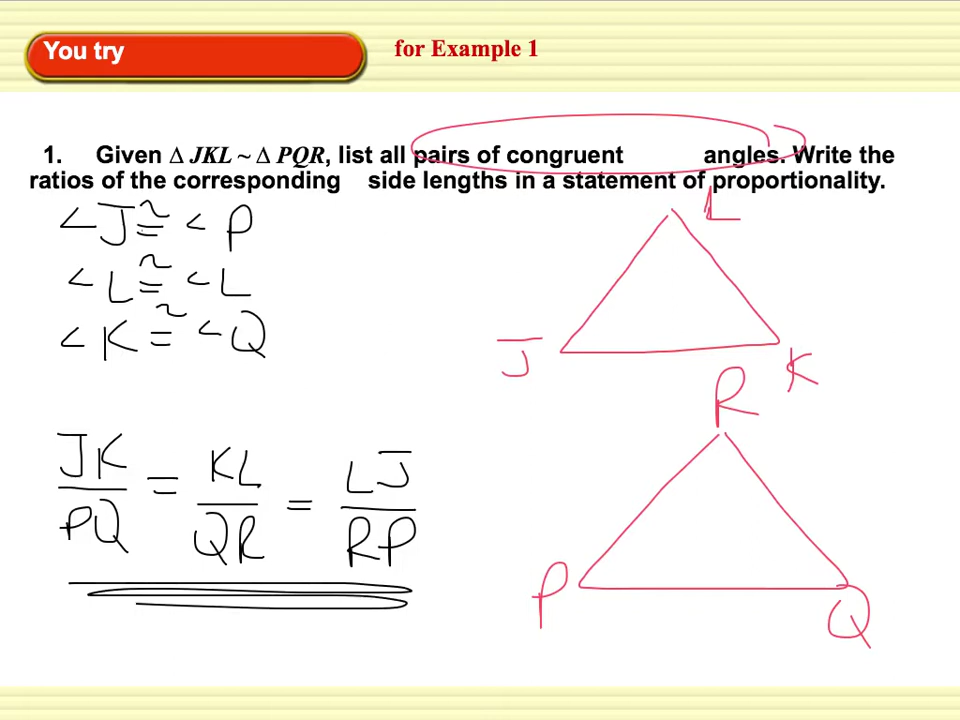 You try
for Example 1
1. Given Δ JKL ~ Δ PQR, list all pairs of congruent angles. Write the
ratios of the corresponding side lengths in a statement of proportionality.
<J ≅ <P
<L ≅ <L
<K ≅ <Q
JK/PQ = KL/QR = LJ/RP
L
J
K
R
P
Q